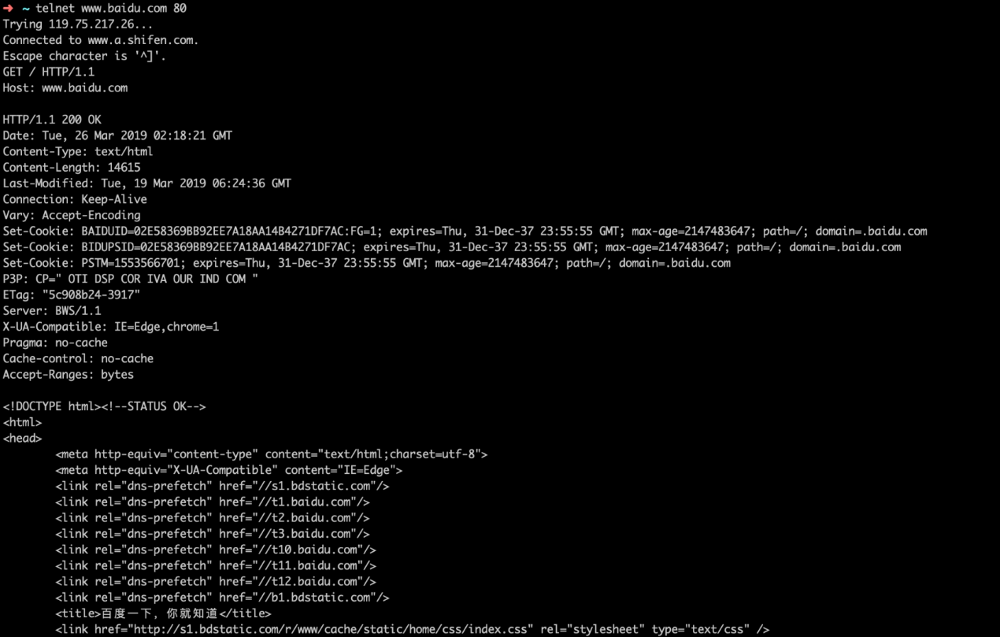 ➜ ~ telnet www.baidu.com 80
Trying 119.75.217.26...
Connected to www.a.shifen.com.
Escape character is '^]'.
GET / HTTP/1.1
Host: www.baidu.com

HTTP/1.1 200 OK
Date: Tue, 26 Mar 2019 02:18:21 GMT
Content-Type: text/html
Content-Length: 14615
Last-Modified: Tue, 19 Mar 2019 06:24:36 GMT
Connection: Keep-Alive
Vary: Accept-Encoding
Set-Cookie: BAIDUID=02E58369BB92EE7A18AA14B4271DF7AC:FG=1; expires=Thu, 31-Dec-37 23:55:55 GMT; max-age=2147483647; path=/; domain=.baidu.com
Set-Cookie: BIDUPSID=02E58369BB92EE7A18AA14B4271DF7AC; expires=Thu, 31-Dec-37 23:55:55 GMT; max-age=2147483647; path=/; domain=.baidu.com
Set-Cookie: PSTM=1553566701; expires=Thu, 31-Dec-37 23:55:55 GMT; max-age=2147483647; path=/; domain=.baidu.com
P3P: CP=" OTI DSP COR IVA OUR IND COM "
ETag: "5c908b24-3917"
Server: BWS/1.1
X-UA-Compatible: IE=Edge,chrome=1
Pragma: no-cache
Cache-control: no-cache
Accept-Ranges: bytes

<!DOCTYPE html><!--STATUS OK-->
<html>
<head>
        <meta http-equiv="content-type" content="text/html;charset=utf-8">
        <meta http-equiv="X-UA-Compatible" content="IE=Edge">
        <link rel="dns-prefetch" href="//s1.bdstatic.com"/>
        <link rel="dns-prefetch" href="//t1.baidu.com"/>
        <link rel="dns-prefetch" href="//t2.baidu.com"/>
        <link rel="dns-prefetch" href="//t3.baidu.com"/>
        <link rel="dns-prefetch" href="//t10.baidu.com"/>
        <link rel="dns-prefetch" href="//t11.baidu.com"/>
        <link rel="dns-prefetch" href="//t12.baidu.com"/>
        <link rel="dns-prefetch" href="//b1.bdstatic.com"/>
        <title>百度一下，你就知道</title>
        <link href="http://s1.bdstatic.com/r/www/cache/static/home/css/index.css" rel="stylesheet" type="text/css" />